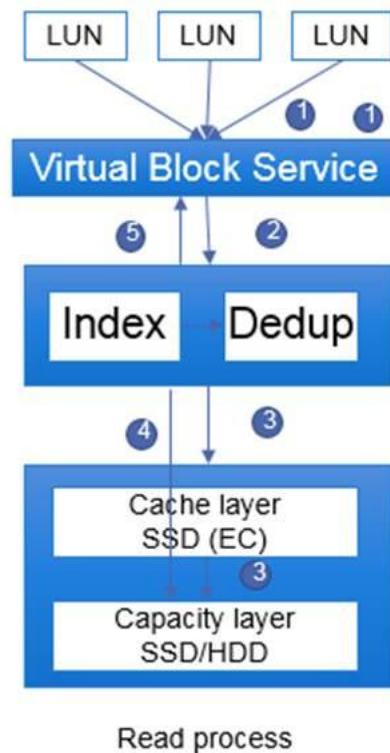 LUN
LUN
LUN
1
1
Virtual Block Service
5
2
Index
Dedup
4
3
Cache layer
SSD (EC)
3
Capacity layer
SSD/HDD
Read process